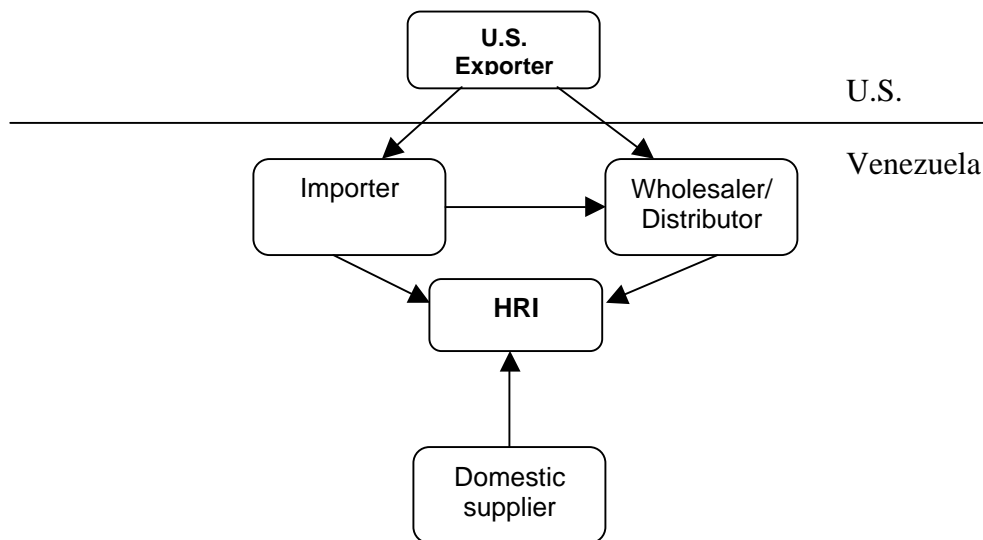 U.S.
Exporter
U.S.
Venezuela
Importer
Wholesaler/
Distributor
HRI
Domestic
supplier